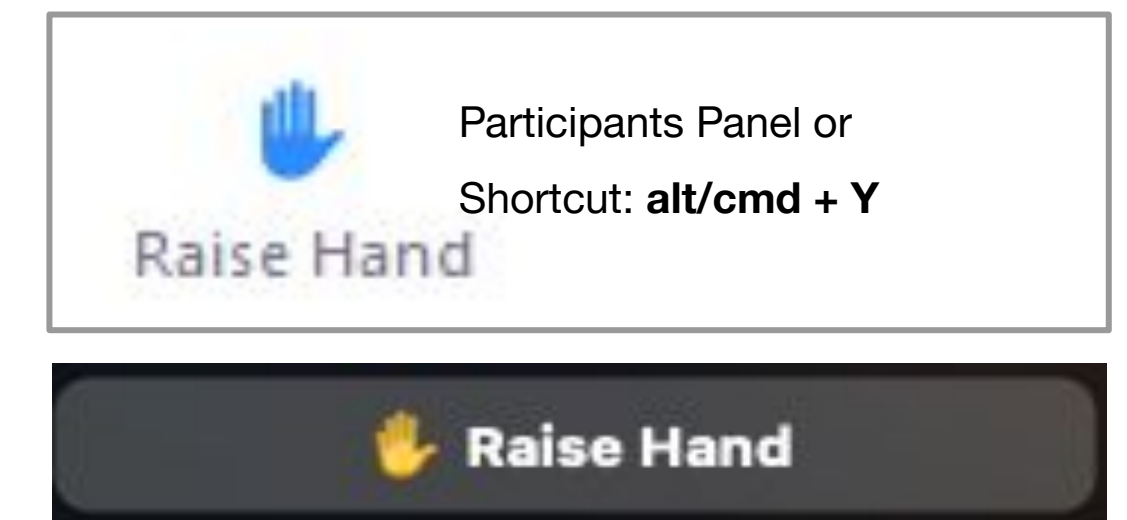 Participants Panel or
Shortcut: alt/cmd + Y
Raise Hand
Raise Hand